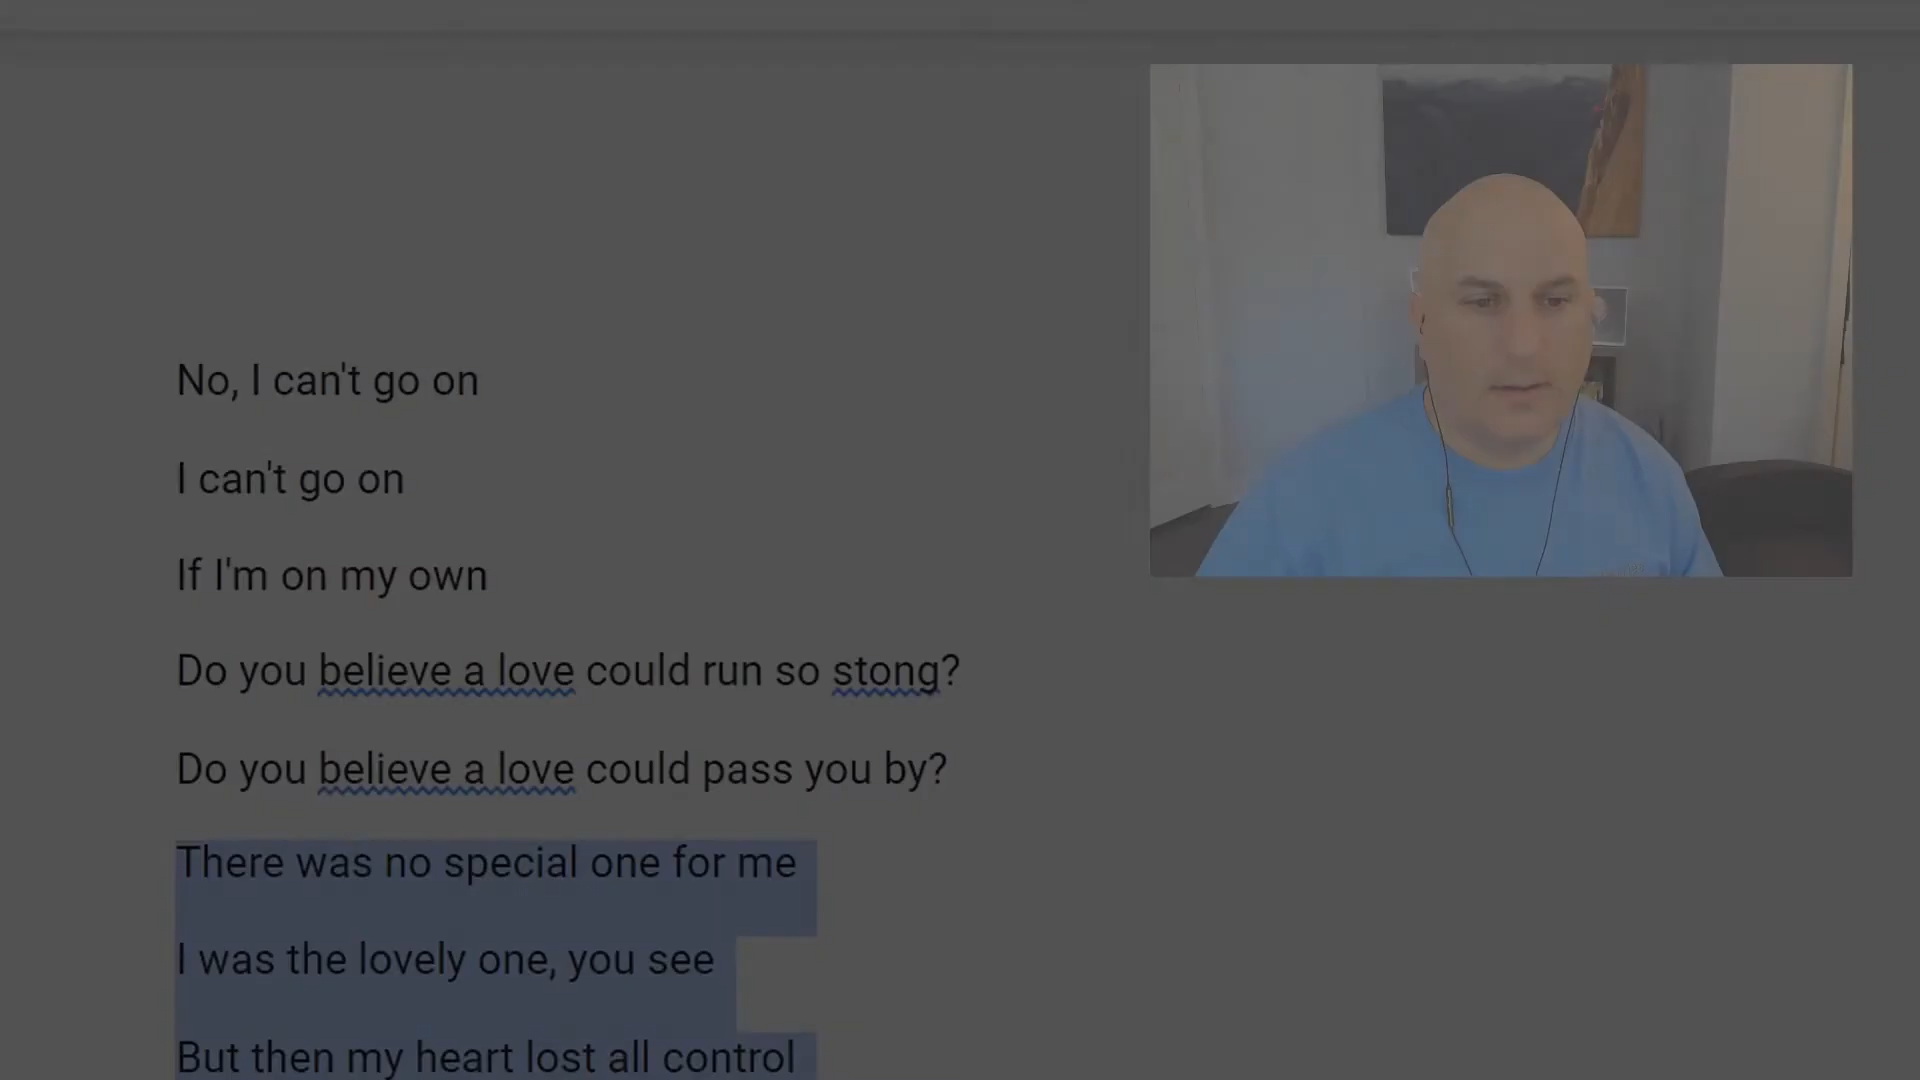 No, I can't go on
I can't go on
If I'm on my own
Do you believe a love could run so stong?
Do you believe a love could pass you by?
There was no special one for me
I was the lovely one, you see
But then my heart lost all control